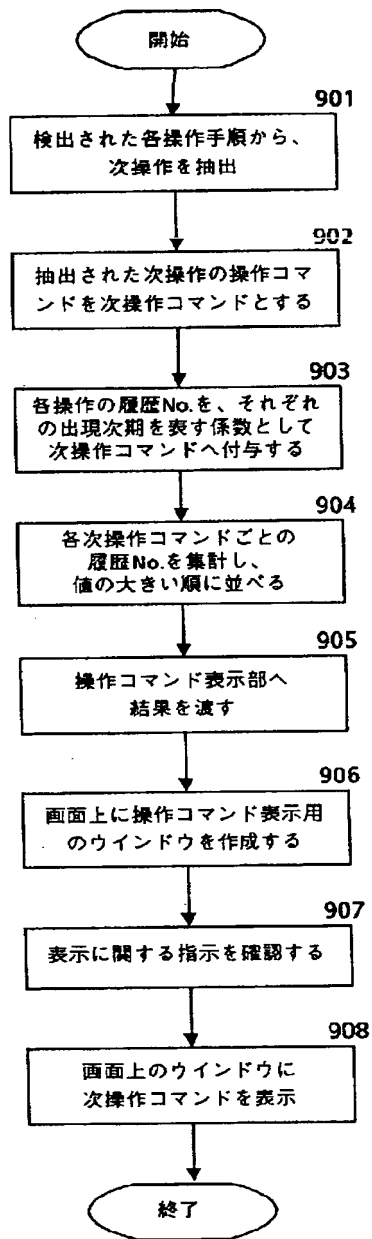 開始
901
検出された各操作手順から、
次操作を抽出
902
抽出された次操作の操作コマ
ンドを次操作コマンドとする
903
各操作の履歴No.を、それぞれ
の出現次期を表す係数として
次操作コマンドへ付与する
904
各次操作コマンドごとの
履歴No.を集計し、
値の大きい順に並べる
905
操作コマンド表示部へ
結果を渡す
906
画面上に操作コマンド表示用
のウインドウを作成する
907
表示に関する指示を確認する
908
画面上のウインドウに
次操作コマンドを表示
終了